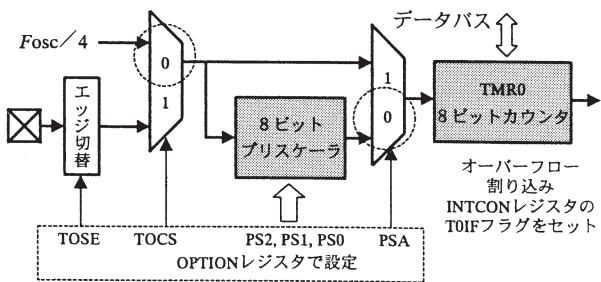 データバス
Fosc/4
0
1
エッジ切替
8ビット
プリスケーラ
1
0
TMR0
8ビットカウンタ
オーバーフロー
割り込み
INTCONレジスタの
T0IFフラグをセット
TOSE
TOCS
PS2, PS1, PS0
PSA
OPTIONレジスタで設定